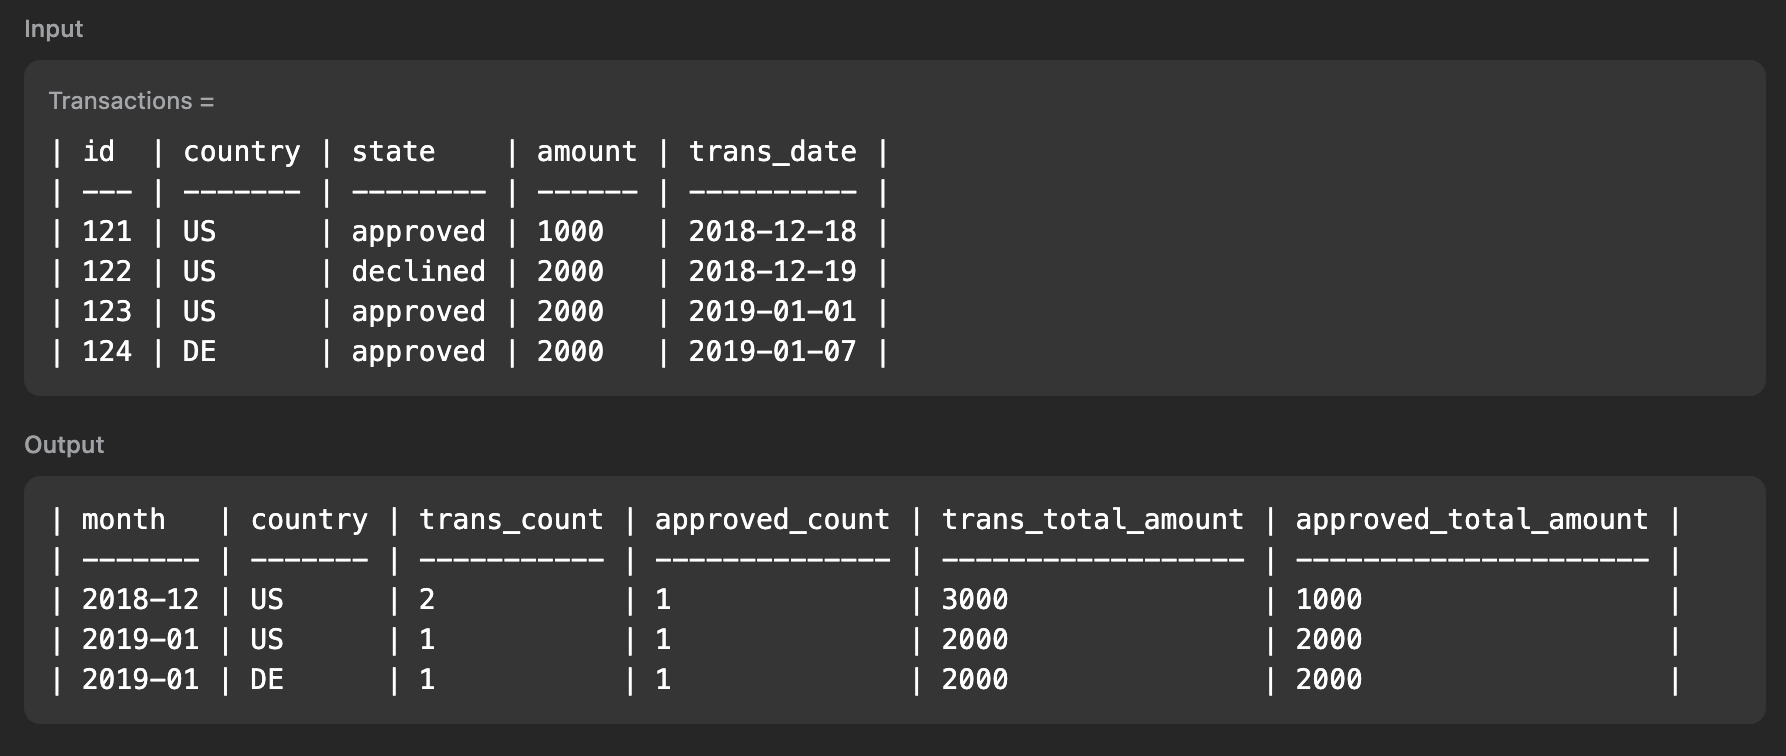 Input
Transactions =
| id  | country | state    | amount | trans_date |
| --- | ------- | -------- | ------ | ---------- |
| 121 | US      | approved | 1000   | 2018-12-18 |
| 122 | US      | declined | 2000   | 2018-12-19 |
| 123 | US      | approved | 2000   | 2019-01-01 |
| 124 | DE      | approved | 2000   | 2019-01-07 |
Output
| month   | country | trans_count | approved_count | trans_total_amount | approved_total_amount |
| ------- | ------- | ----------- | -------------- | ------------------ | --------------------- |
| 2018-12 | US      | 2           | 1              | 3000               | 1000                  |
| 2019-01 | US      | 1           | 1              | 2000               | 2000                  |
| 2019-01 | DE      | 1           | 1              | 2000               | 2000                  |